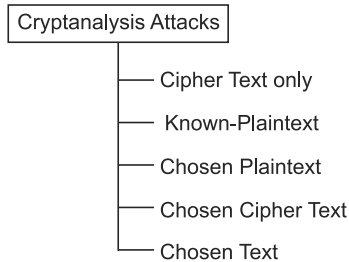 Cryptanalysis Attacks
Cipher Text only
Known-Plaintext
Chosen Plaintext
Chosen Cipher Text
Chosen Text